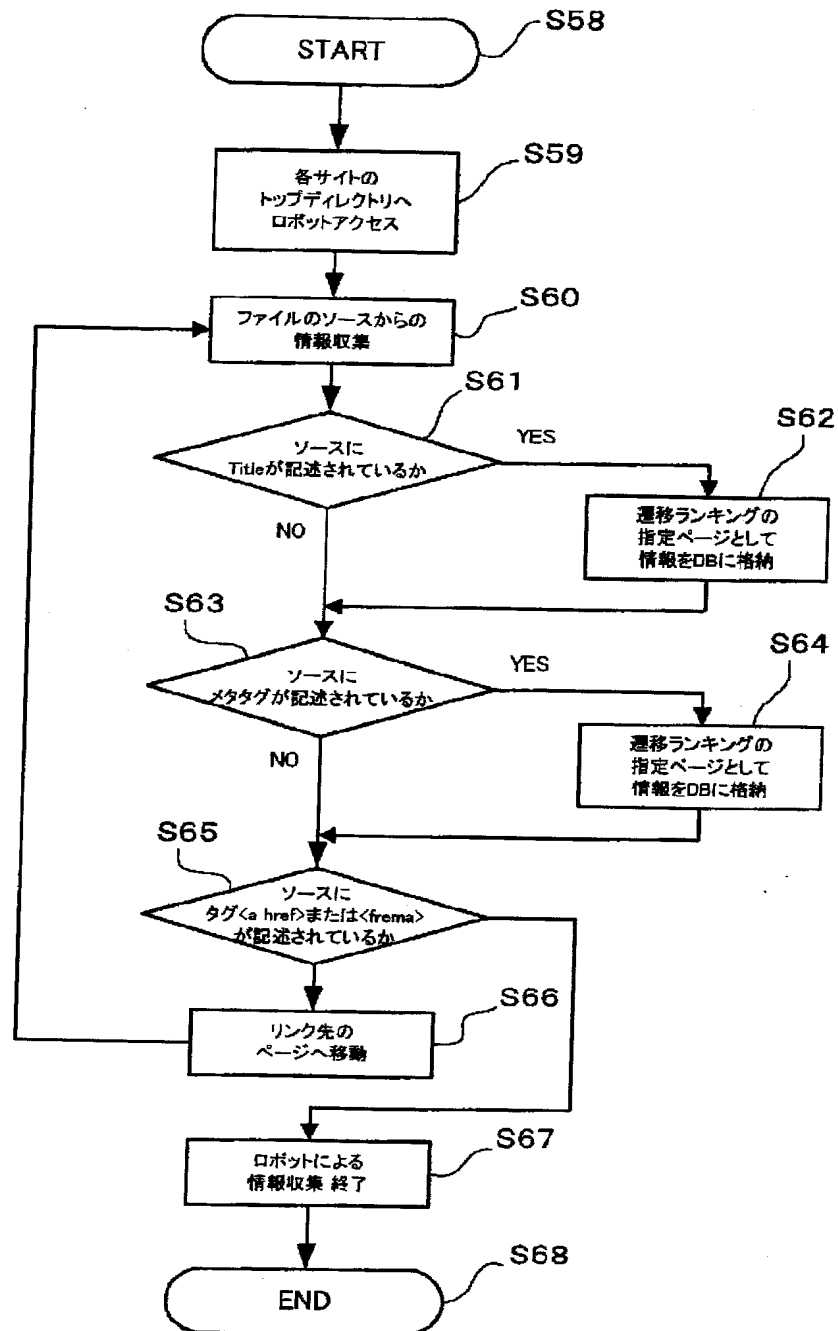 S58
START
S59
各サイトの
トップディレクトリへ
ロボットアクセス
S60
ファイルのソースからの
情報収集
S61
ソースに
Titleが記述されているか
YES
NO
S62
遷移ランキングの
指定ページとして
情報をDBに格納
S63
ソースに
メタタグが記述されているか
YES
NO
S64
遷移ランキングの
指定ページとして
情報をDBに格納
S65
ソースに
タグ<a href>または<frema>
が記述されているか
S66
リンク先の
ページへ移動
S67
ロボットによる
情報収集 終了
S68
END